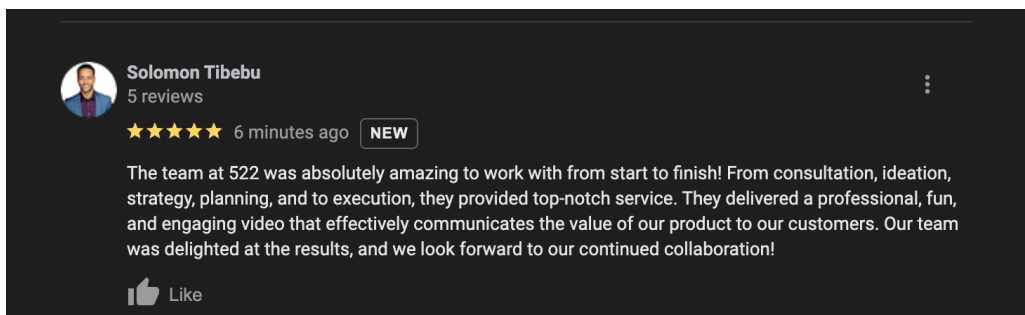 Solomon Tibebu
5 reviews
6 minutes ago NEW
The team at 522 was absolutely amazing to work with from start to finish! From consultation, ideation,
strategy, planning, and to execution, they provided top-notch service. They delivered a professional, fun,
and engaging video that effectively communicates the value of our product to our customers. Our team
was delighted at the results, and we look forward to our continued collaboration!
Like